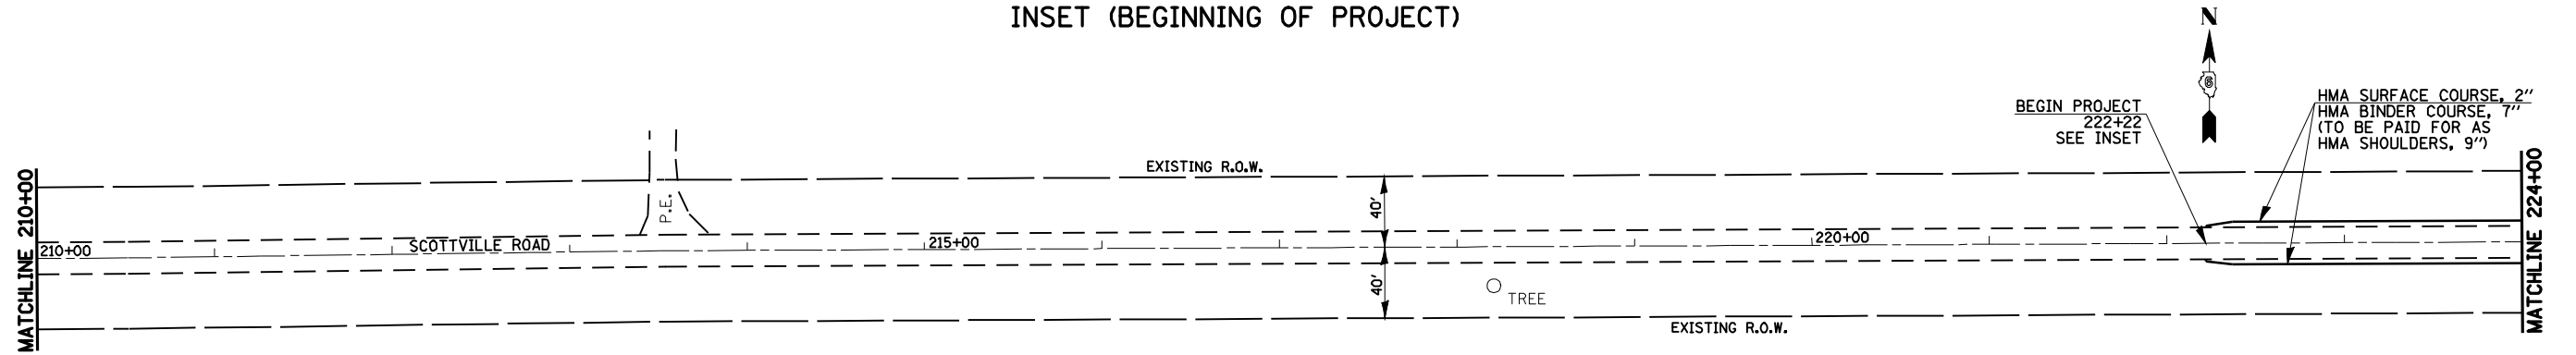 INSET (BEGINNING OF PROJECT)
N
6
BEGIN PROJECT
222+22
SEE INSET
HMA SURFACE COURSE, 2"
HMA BINDER COURSE, 7"
(TO BE PAID FOR AS
HMA SHOULDERS, 9")
EXISTING R.O.W.
MATCHLINE 210+00
P.E.
40'
MATCHLINE 224+00
210+00
SCOTTVILLE ROAD
215+00
220+00
40'
TREE
EXISTING R.O.W.